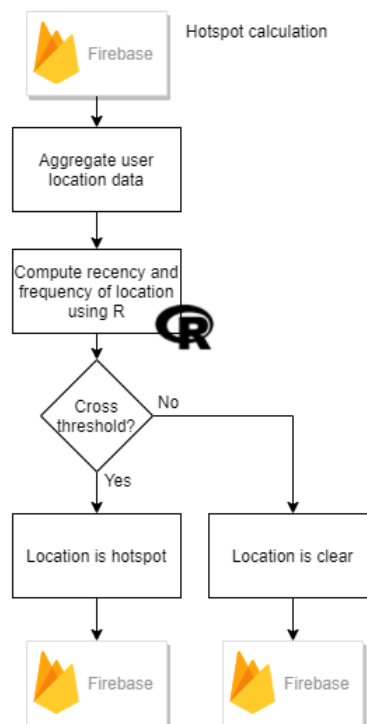 Firebase
Hotspot calculation
Aggregate user
location data
Compute recency and
frequency of location
using R
R
Cross
threshold?
No
Yes
Location is hotspot
Location is clear
Firebase
Firebase